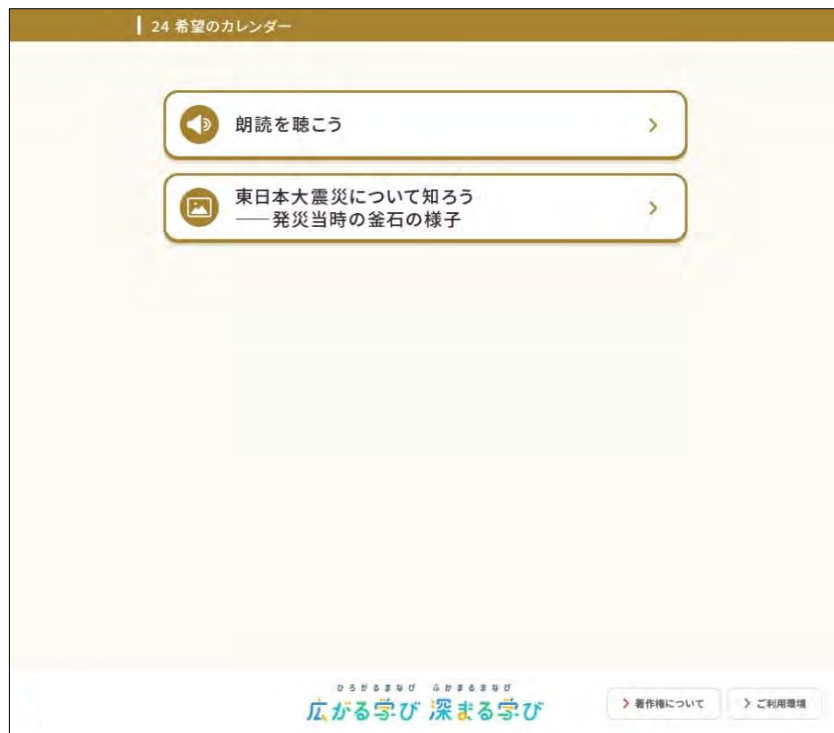 24 希望のカレンダー
朗読を聴こう
東日本大震災について知ろう
——発災当時の釜石の様子
ひろがるまなび ふかまるまなび
広がる学び 深まる学び
著作権について
ご利用環境